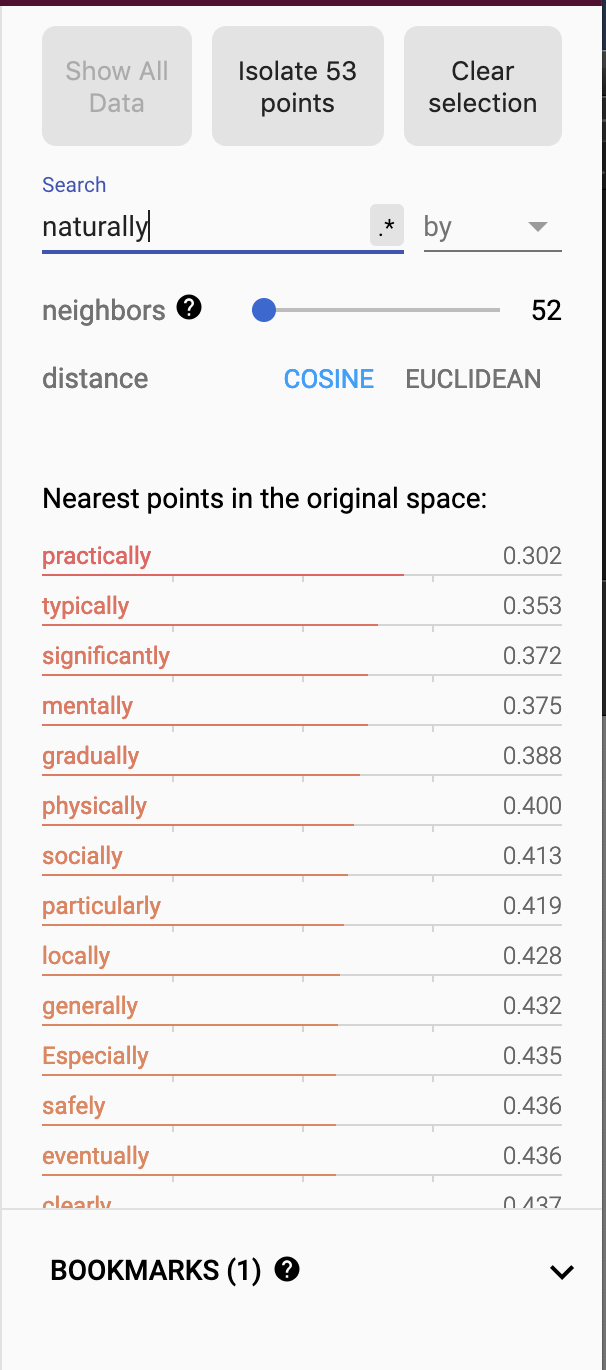 Show All Data
Isolate 53 points
Clear selection
Search
naturally .* by
neighbors ? 52
distance COSINE EUCLIDEAN
Nearest points in the original space:
practically 0.302
typically 0.353
significantly 0.372
mentally 0.375
gradually 0.388
physically 0.400
socially 0.413
particularly 0.419
locally 0.428
generally 0.432
Especially 0.435
safely 0.436
eventually 0.436
clearly 0.437
BOOKMARKS (1) ?